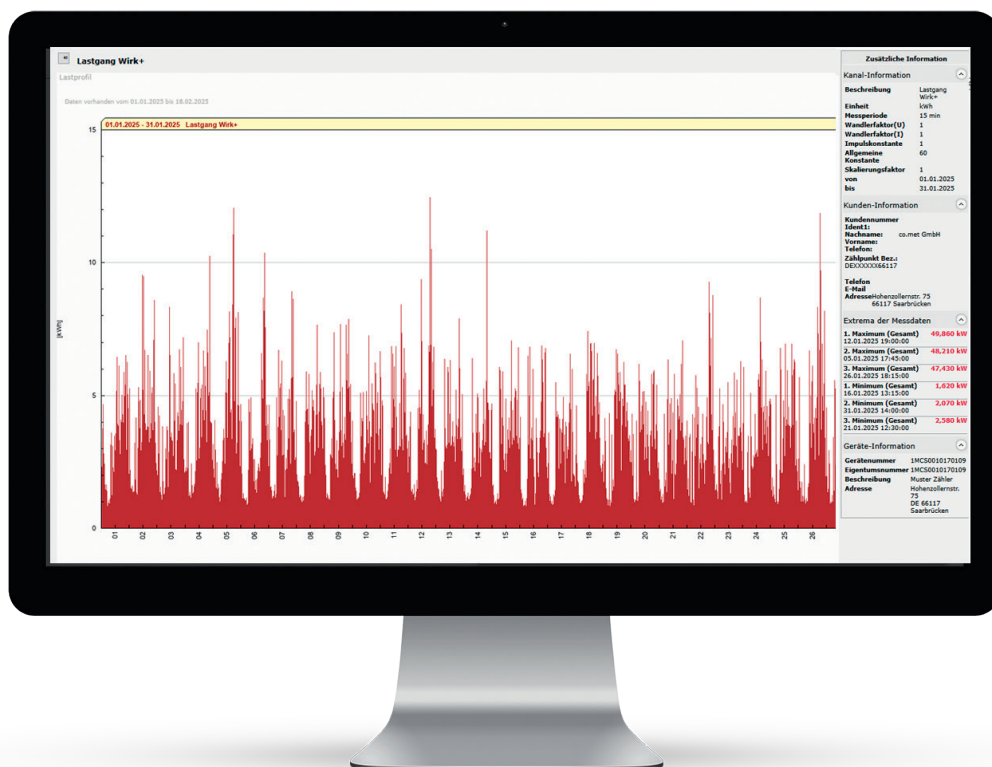 Lastgang Wirk+
Lastprofil
Daten vorhanden vom 01.01.2025 bis 18.02.2025
01.01.2025 - 31.01.2025 Lastgang Wirk+
15
10
5
0
[kWh]
01 02 03 04 05 06 07 08 09 10 11 12 13 14 15 16 17 18 19 20 21 22 23 24 25 26
Zusätzliche Information
Kanal-Information
Beschreibung Lastgang
Wirk+
Einheit kWh
Messperiode 15 min
Wandlerfaktor(U) 1
Wandlerfaktor(I) 1
Impulskonstante 1
Allgemeine 60
Konstante
Skalierungsfaktor 1
von 01.01.2025
bis 31.01.2025
Kunden-Information
Kundennummer
Ident1:
Nachname: co.met GmbH
Vorname:
Telefon:
Zählpunkt Bez.:
DEXXXXXX66117
Telefon
E-Mail
Adresse Hohenzollernstr. 75
66117 Saarbrücken
Extrema der Messdaten
1. Maximum (Gesamt) 49,860 kW
12.01.2025 19:00:00
2. Maximum (Gesamt) 48,210 kW
05.01.2025 17:45:00
3. Maximum (Gesamt) 47,430 kW
26.01.2025 18:15:00
1. Minimum (Gesamt) 1,620 kW
16.01.2025 13:15:00
2. Minimum (Gesamt) 2,070 kW
31.01.2025 14:00:00
3. Minimum (Gesamt) 2,580 kW
21.01.2025 12:30:00
Geräte-Information
Gerätenummer 1MCS0010170109
Eigentumsnummer 1MCS0010170109
Beschreibung Muster Zähler
Adresse Hohenzollernstr.
75
DE 66117
Saarbrücken